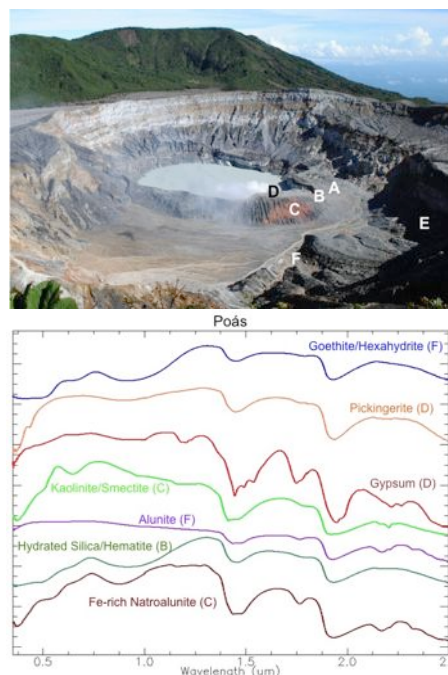 A
B
D
C
E
F
Poás
Goethite/Hexahydrite (F)
Pickingerite (D)
Gypsum (D)
Kaolinite/Smectite (C)
Alunite (F)
Hydrated Silica/Hematite (B)
Fe-rich Natroalunite (C)
0.5 1.0 1.5 2.0 2.5
Wavelength (um)